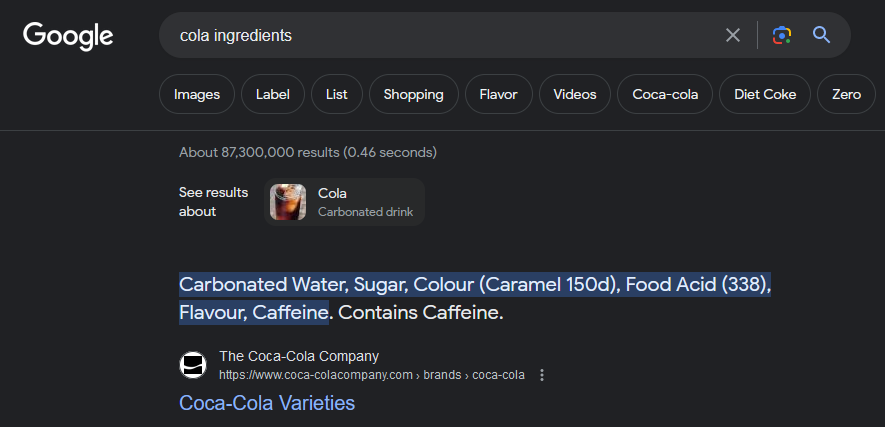 Google
cola ingredients
Images Label List Shopping Flavor Videos Coca-cola Diet Coke Zero
About 87,300,000 results (0.46 seconds)
See results about
Cola
Carbonated drink
Carbonated Water, Sugar, Colour (Caramel 150d), Food Acid (338),
Flavour, Caffeine. Contains Caffeine.
The Coca-Cola Company
https://www.coca-colacompany.com › brands › coca-cola
Coca-Cola Varieties